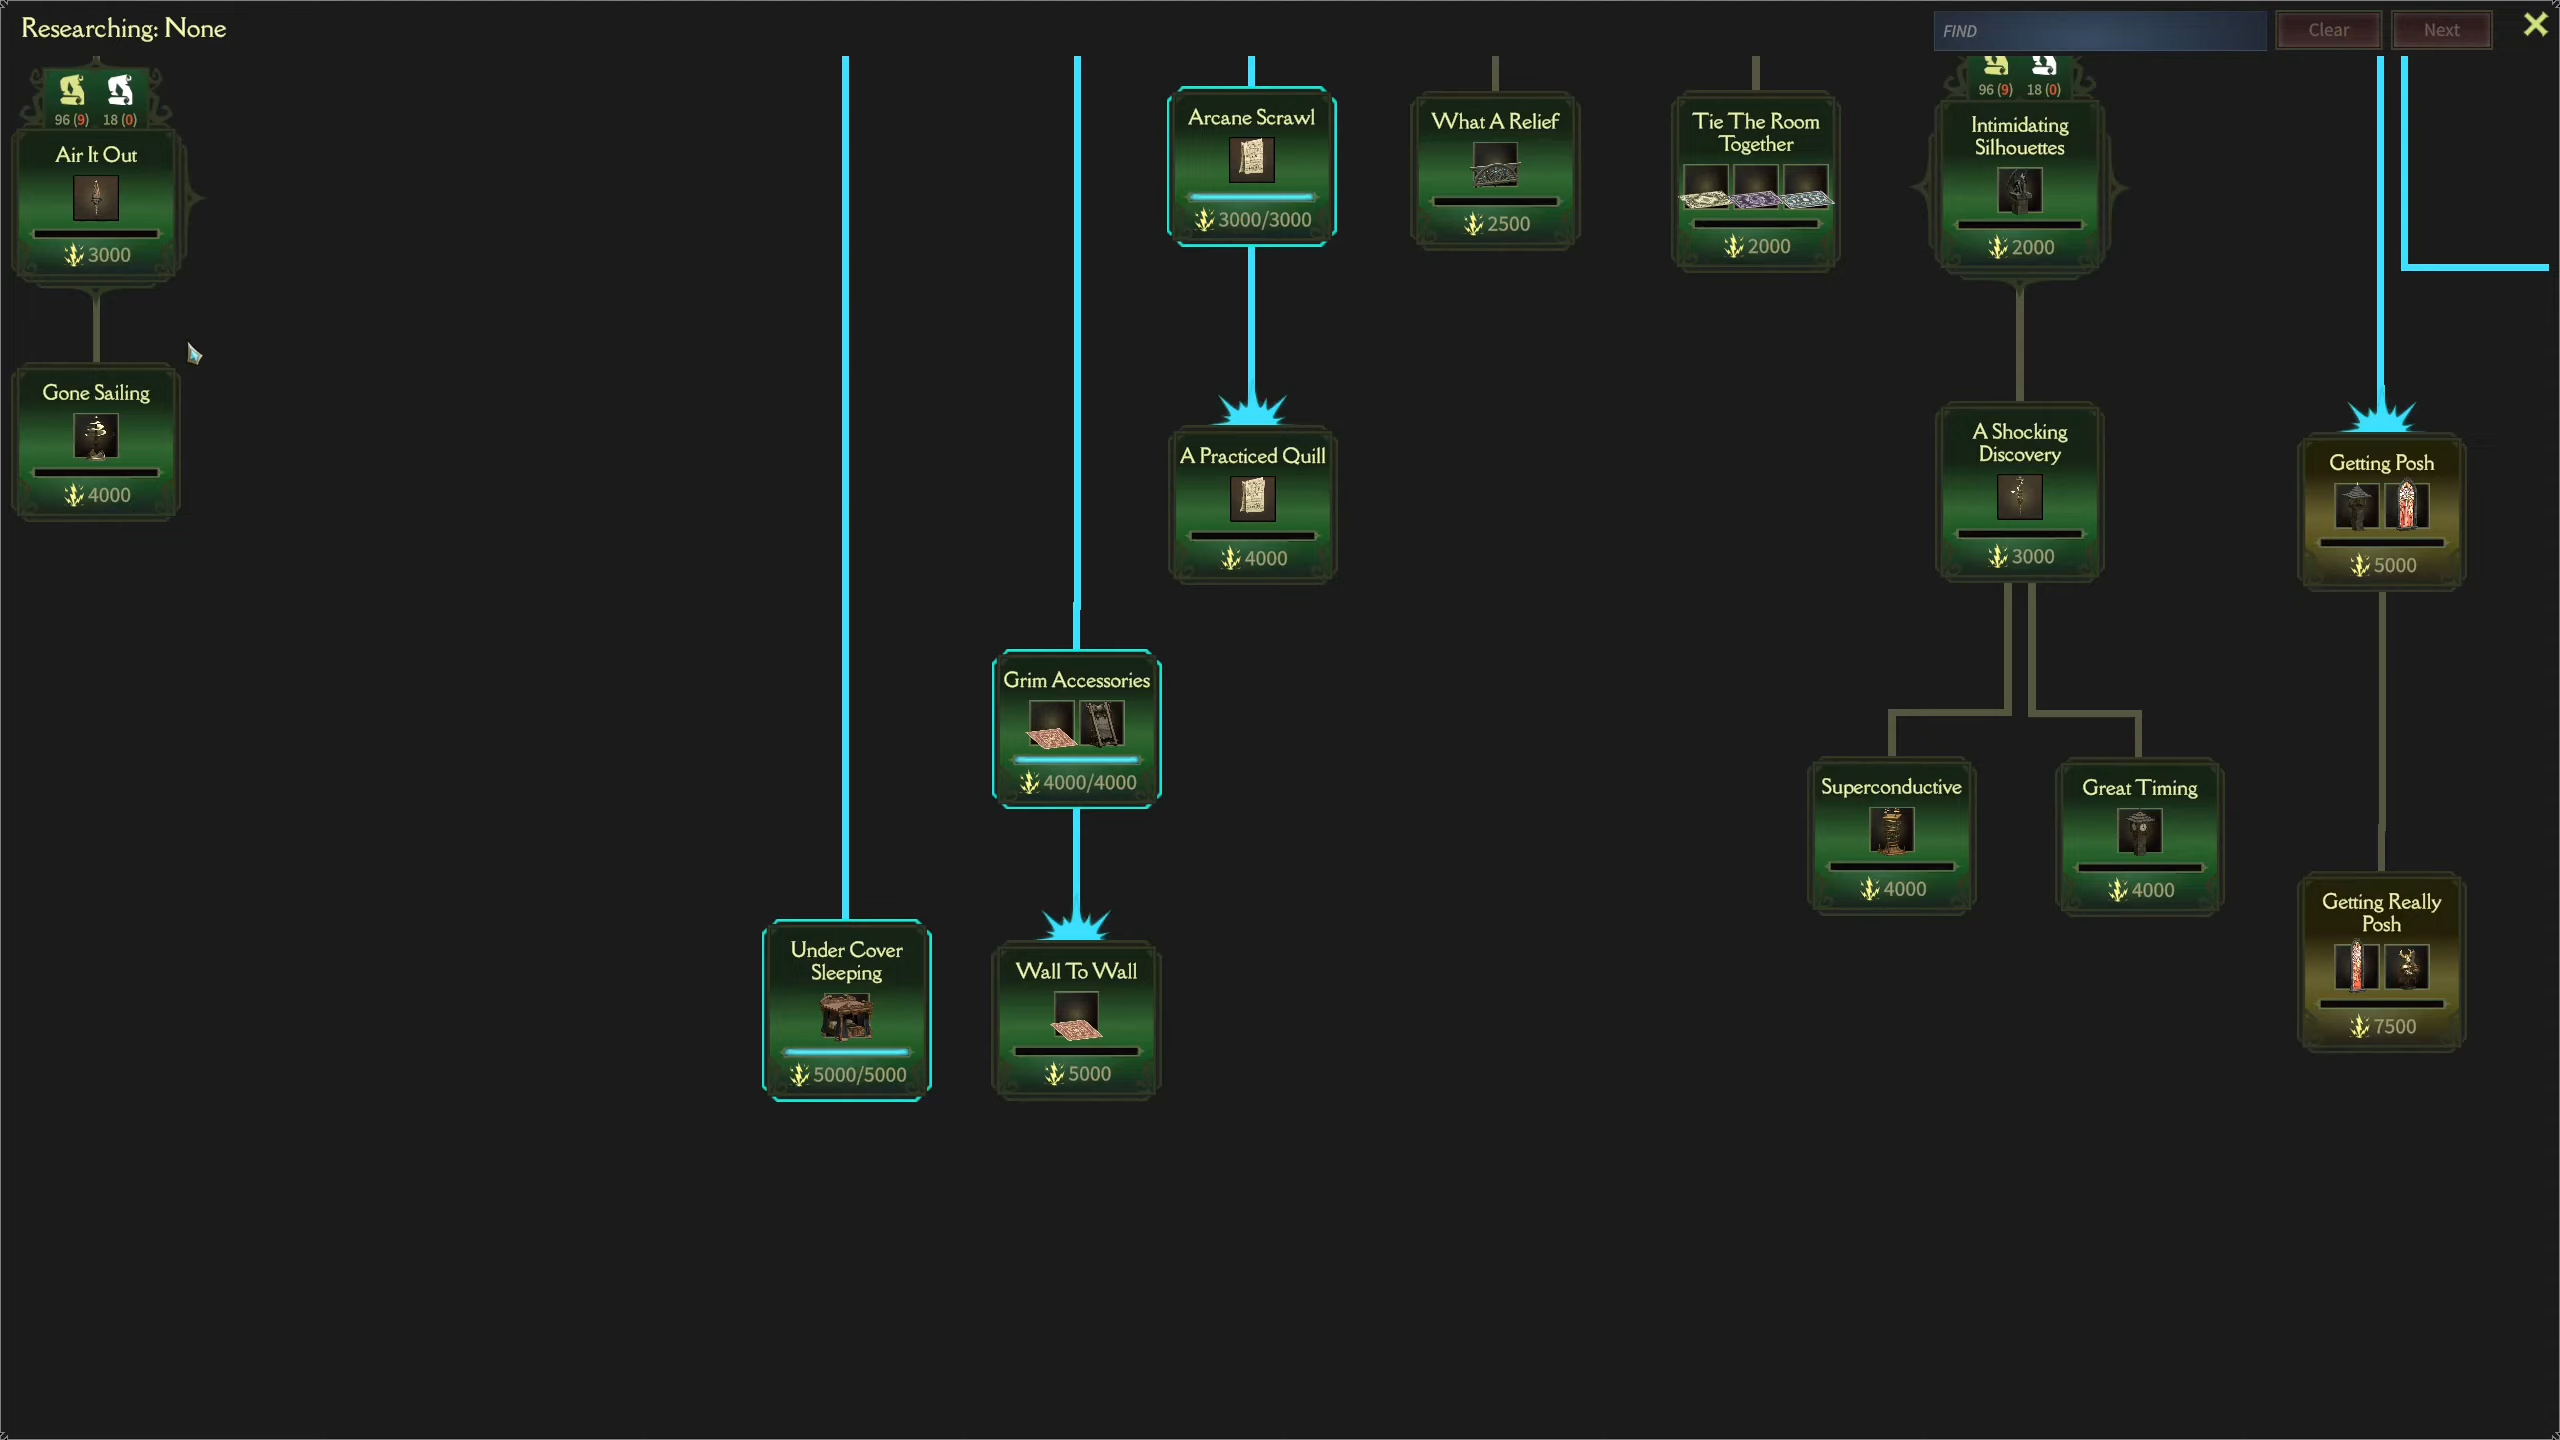 Researching: None
FIND
Clear
Next
96 (9) 18 (0)
Air It Out
3000
Gone Sailing
4000
Arcane Scrawl
3000/3000
A Practiced Quill
4000
What A Relief
2500
Tie The Room
Together
2000
96 (9) 18 (0)
Intimidating
Silhouettes
2000
A Shocking
Discovery
3000
Getting Posh
5000
Grim Accessories
4000/4000
Superconductive
4000
Great Timing
4000
Getting Really
Posh
7500
Under Cover
Sleeping
5000/5000
Wall To Wall
5000